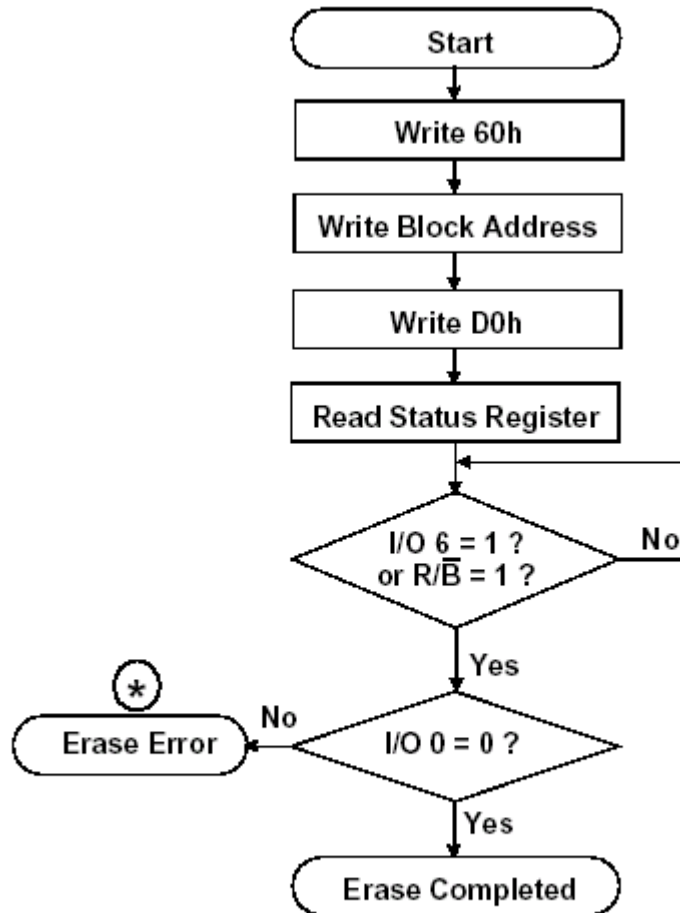 Start
Write 60h
Write Block Address
Write D0h
Read Status Register
I/O 6 = 1 ?
or R/B̅ = 1 ?
No
Yes
*
No
Erase Error
I/O 0 = 0 ?
Yes
Erase Completed